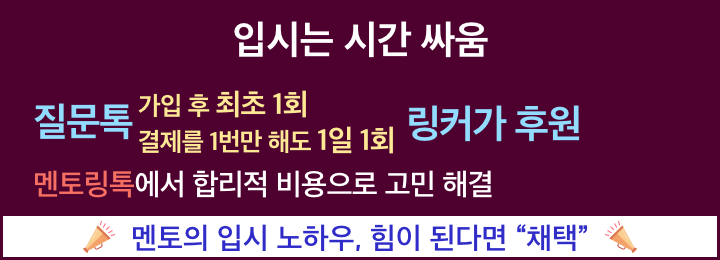 입시는 시간 싸움
질문톡 가입 후 최초 1회 링커가 후원
결제를 1번만 해도 1일 1회
멘토링톡에서 합리적 비용으로 고민 해결
멘토의 입시 노하우, 힘이 된다면 “채택”